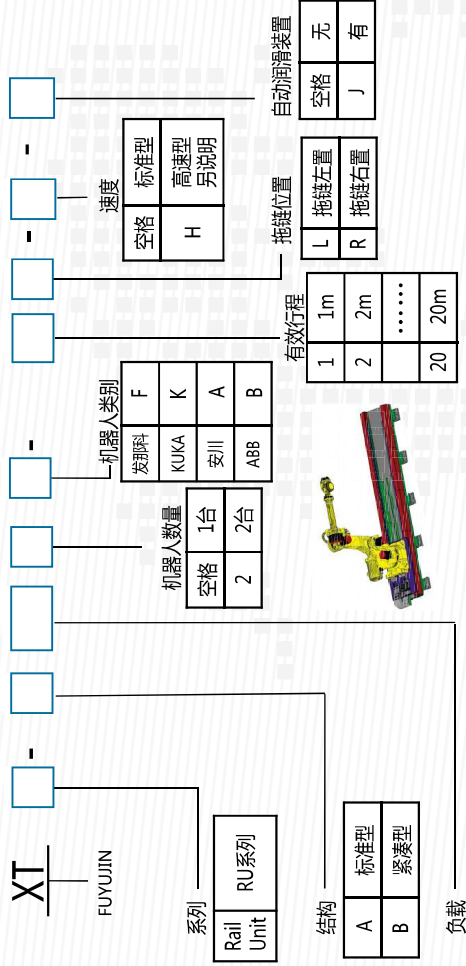 XT
-
-
-
-
FUYUJIN
系列
Rail Unit
RU系列
结构
A
标准型
B
紧凑型
负载
机器人数量
空格
1台
2
2台
机器人类别
发那科
F
KUKA
K
安川
A
ABB
B
有效行程
1
1m
2
2m
……
20
20m
拖链位置
L
拖链左置
R
拖链右置
速度
空格
标准型
H
高速型
另说明
自动润滑装置
空格
无
J
有